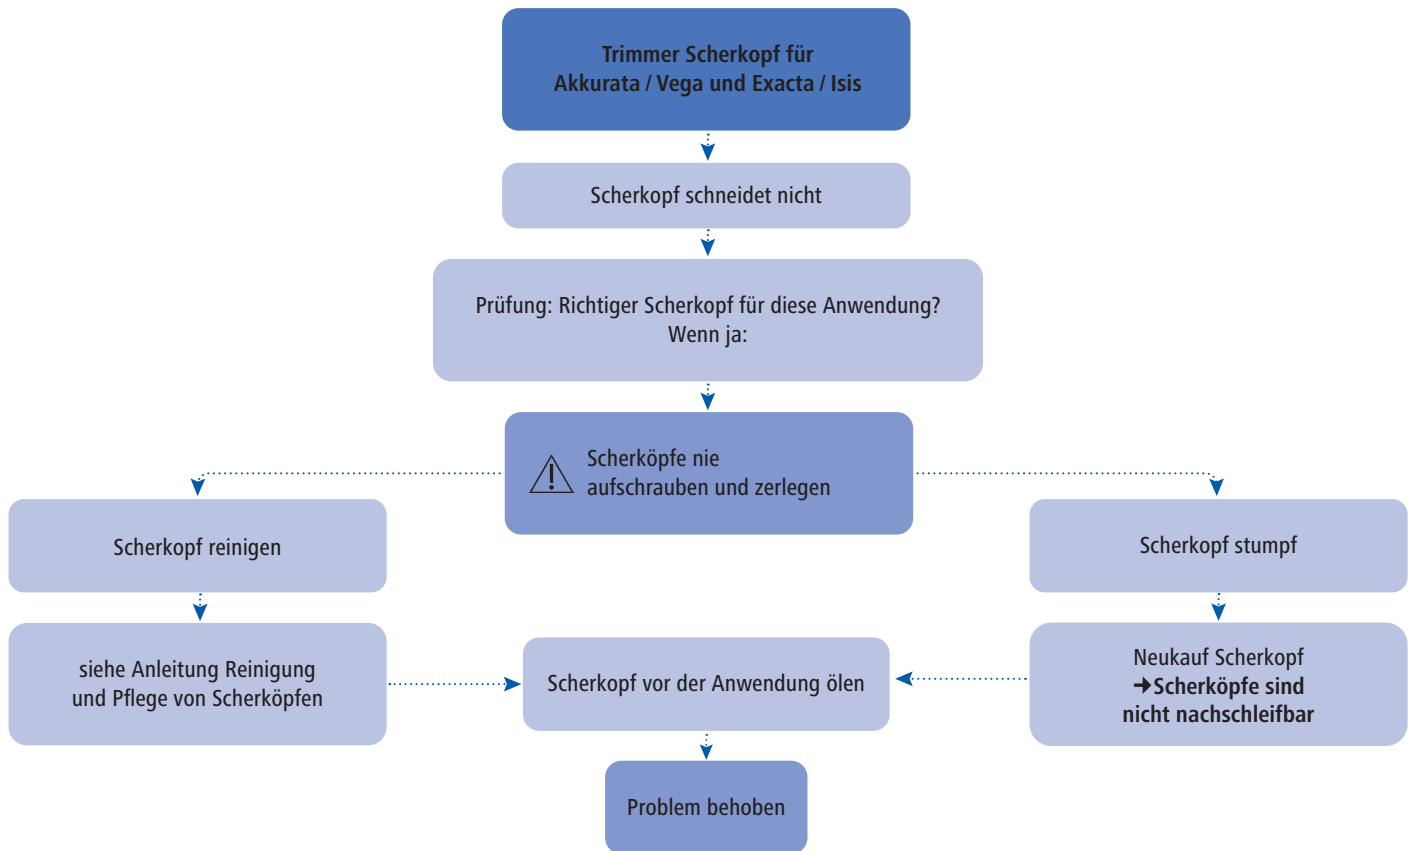 Trimmer Scherkopf für
Akkurata / Vega und Exacta / Isis
Scherkopf schneidet nicht
Prüfung: Richtiger Scherkopf für diese Anwendung?
Wenn ja:
Scherköpfe nie
aufschrauben und zerlegen
Scherkopf reinigen
Scherkopf stumpf
siehe Anleitung Reinigung
und Pflege von Scherköpfen
Scherkopf vor der Anwendung ölen
Neukauf Scherkopf
➔Scherköpfe sind
nicht nachschleifbar
Problem behoben